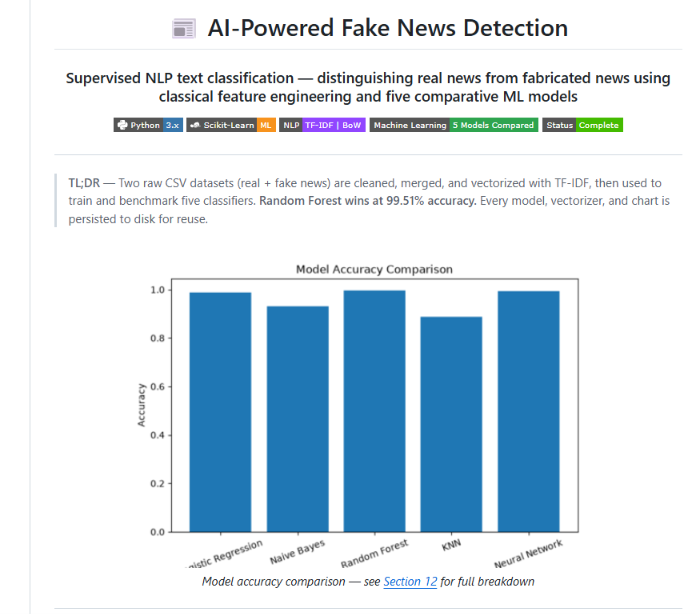 AI-Powered Fake News Detection
Supervised NLP text classification — distinguishing real news from fabricated news using
classical feature engineering and five comparative ML models
Python 3.x Scikit-Learn ML NLP TF-IDF | BoW Machine Learning 5 Models Compared Status Complete
TL;DR — Two raw CSV datasets (real + fake news) are cleaned, merged, and vectorized with TF-IDF, then used to
train and benchmark five classifiers. Random Forest wins at 99.51% accuracy. Every model, vectorizer, and chart is
persisted to disk for reuse.
Model Accuracy Comparison
1.0
0.8
0.6
0.4
0.2
0.0
Accuracy
istic Regression
Naive Bayes
Random Forest
KNN
Neural Network
Model accuracy comparison — see Section 12 for full breakdown